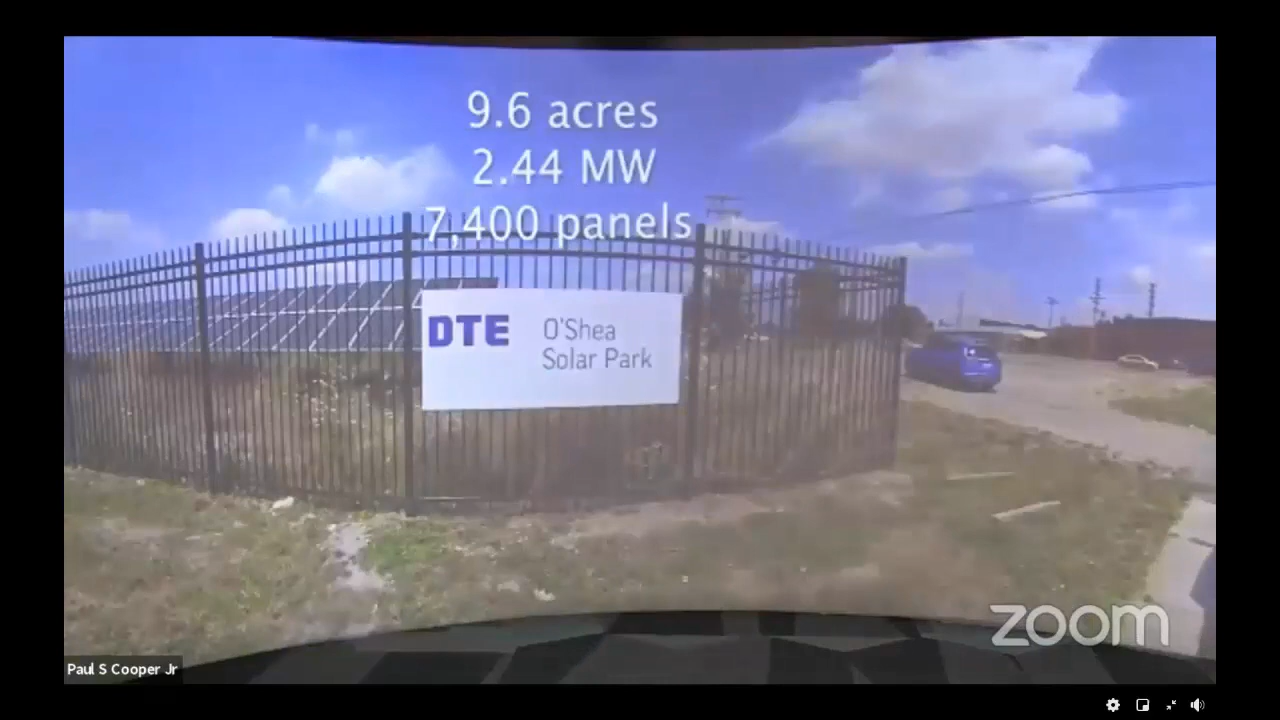 9.6 acres
2.44 MW
7,400 panels
DTE
O'Shea
Solar Park
zoom
Paul S Cooper Jr